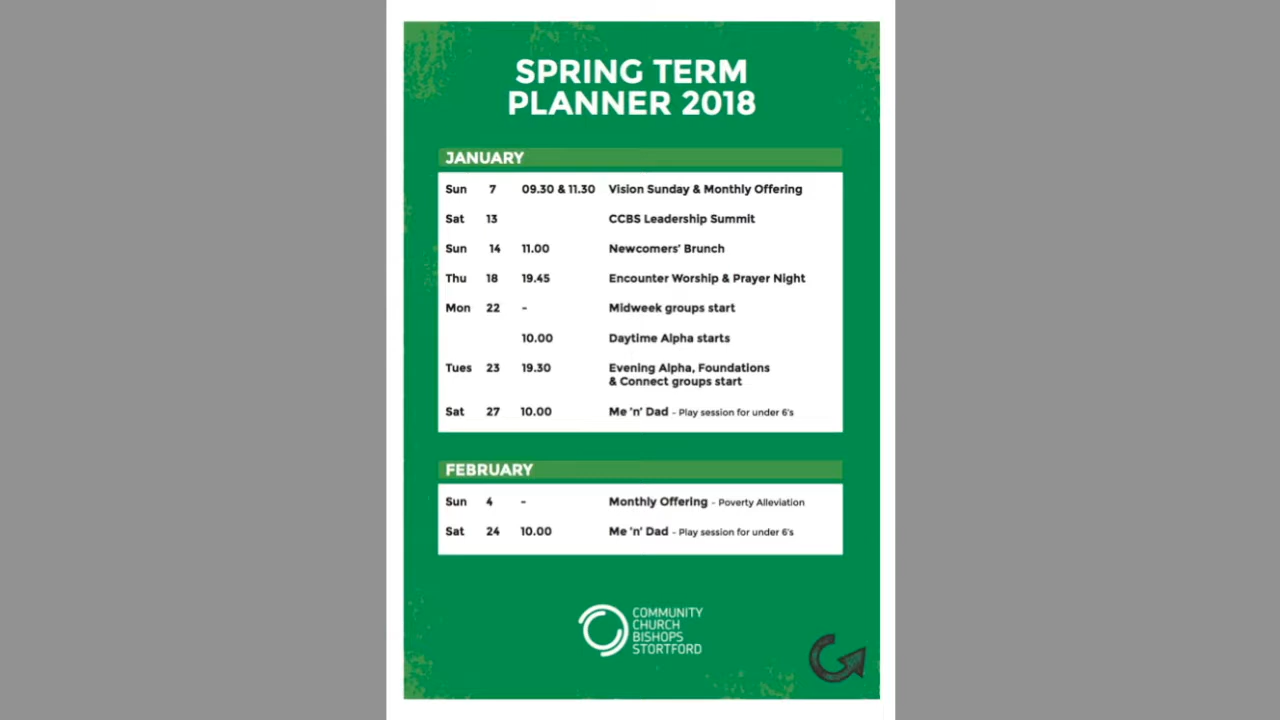 SPRING TERM
PLANNER 2018
JANUARY
Sun 7 09.30 & 11.30 Vision Sunday & Monthly Offering
Sat 13 CCBS Leadership Summit
Sun 14 11.00 Newcomers' Brunch
Thu 18 19.45 Encounter Worship & Prayer Night
Mon 22 - Midweek groups start
10.00 Daytime Alpha starts
Tues 23 19.30 Evening Alpha, Foundations
& Connect groups start
Sat 27 10.00 Me 'n' Dad - Play session for under 6's
FEBRUARY
Sun 4 - Monthly Offering - Poverty Alleviation
Sat 24 10.00 Me 'n' Dad - Play session for under 6's
COMMUNITY
CHURCH
BISHOPS
STORTFORD